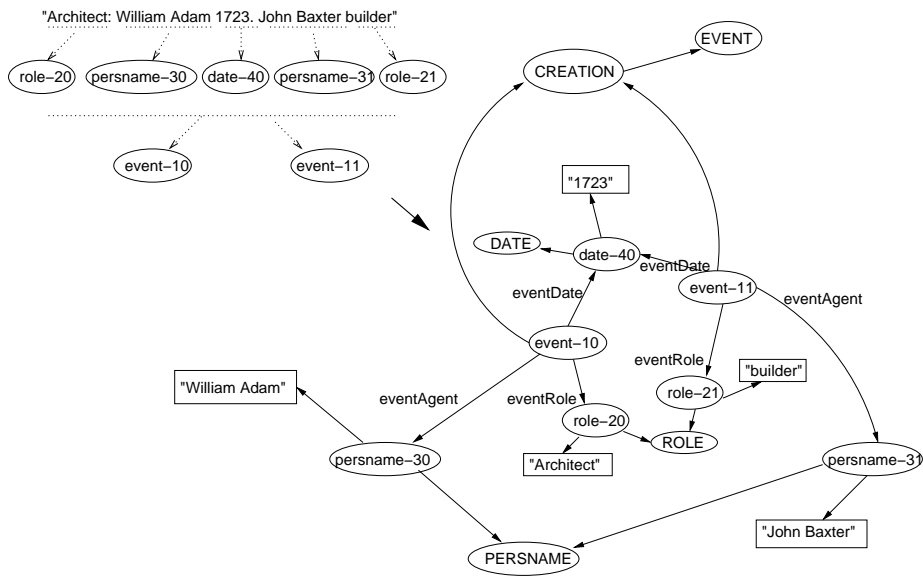 "Architect: William Adam 1723. John Baxter builder"
EVENT
role−20 persname−30 date−40 persname−31 role−21
CREATION
event−10 event−11
"1723"
DATE
date−40
eventDate
event−11
eventDate
eventAgent
event−10
"William Adam"
eventAgent
eventRole
eventRole
"builder"
role−21
role−20
ROLE
persname−30
"Architect"
persname−31
"John Baxter"
PERSNAME